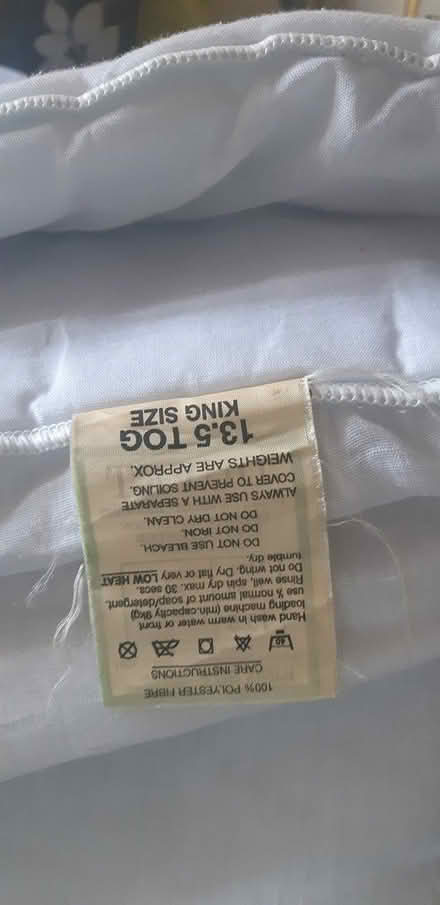 100% POLYESTER FIBRE
CARE INSTRUCTIONS
40
Hand wash in warm water or front
loading machine (min.capacity 9kg)
use ¼ normal amount of soap/detergent.
Rinse well, spin dry max. 30 secs.
Do not wring. Dry flat or very LOW HEAT
tumble dry.
DO NOT USE BLEACH.
DO NOT IRON.
DO NOT DRY CLEAN.
ALWAYS USE WITH A SEPARATE
COVER TO PREVENT SOILING.
WEIGHTS ARE APPROX.
13.5 TOG
KING SIZE